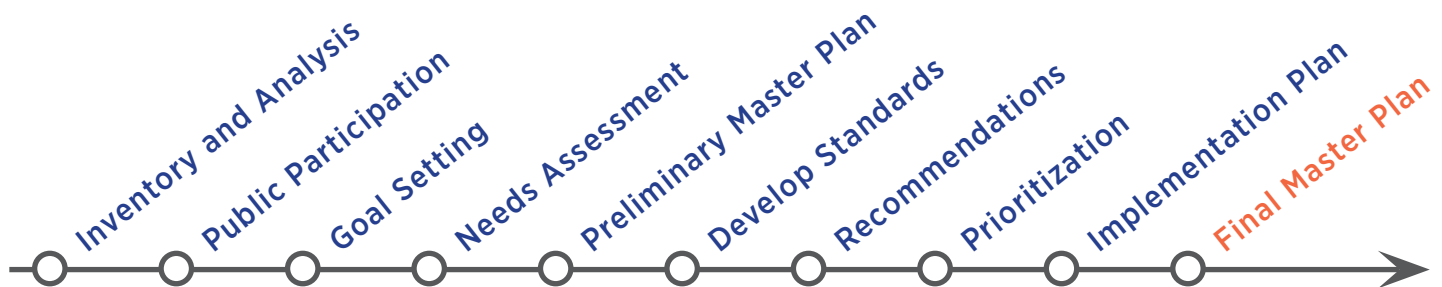 Inventory and Analysis
Public Participation
Goal Setting
Needs Assessment
Preliminary Master Plan
Develop Standards
Recommendations
Prioritization
Implementation Plan
Final Master Plan